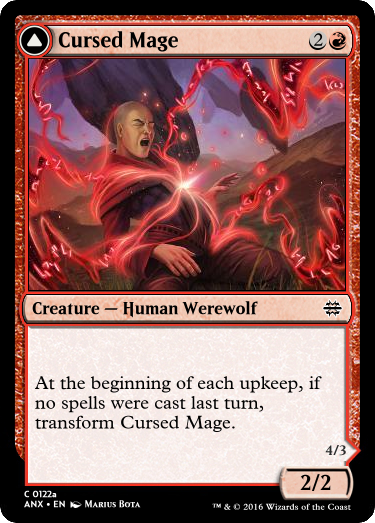 Cursed Mage 2
Creature — Human Werewolf
At the beginning of each upkeep, if
no spells were cast last turn,
transform Cursed Mage.
4/3
2/2
C 0122a
ANX • EN Marius Bota
™ & © 2016 Wizards of the Coast